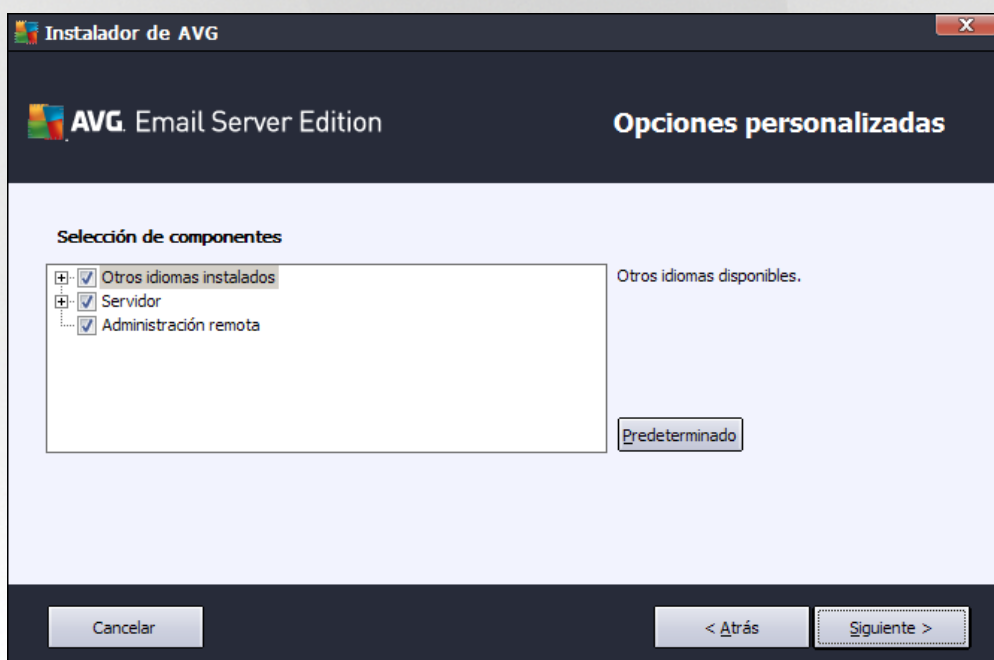 Instalador de AVG
AVG. Email Server Edition
Opciones personalizadas
Selección de componentes
Otros idiomas instalados
Servidor
Administración remota
Otros idiomas disponibles.
Predeterminado
Cancelar
< Atrás
Siguiente >